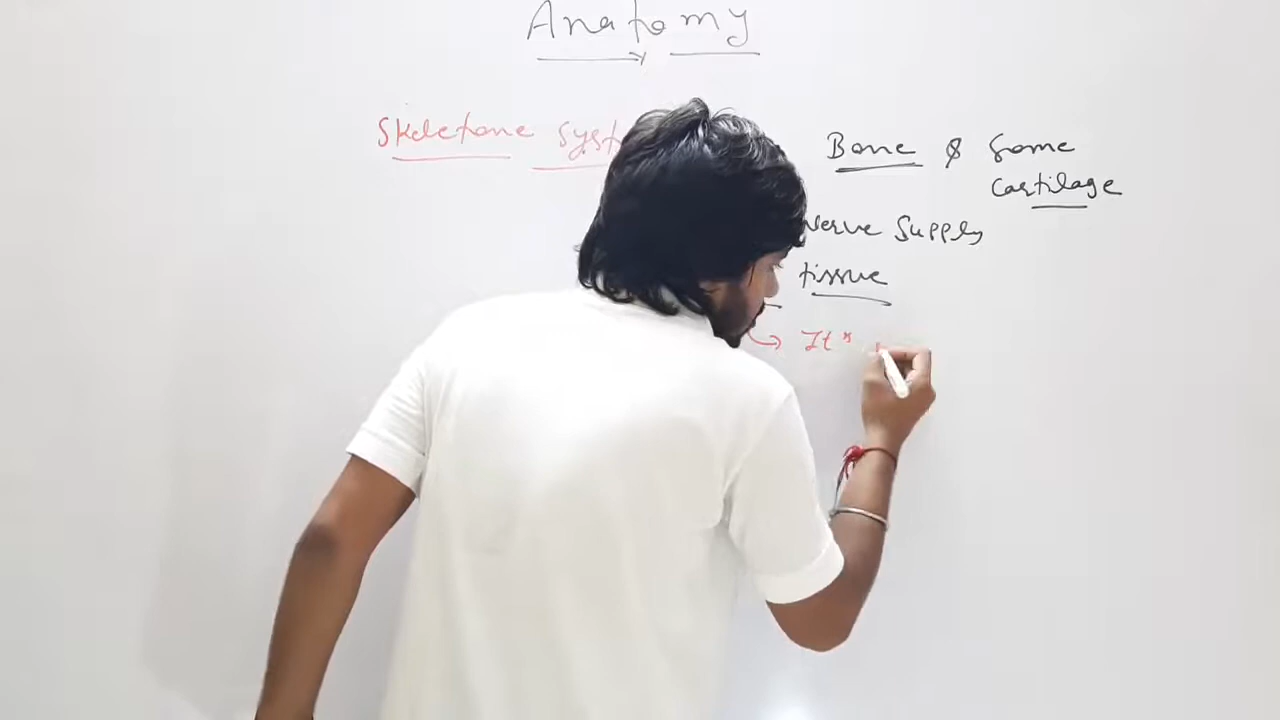 Anatomy
Skeletone syst
Bone & Some
Cartilage
Nerve Supply
tissue
It's